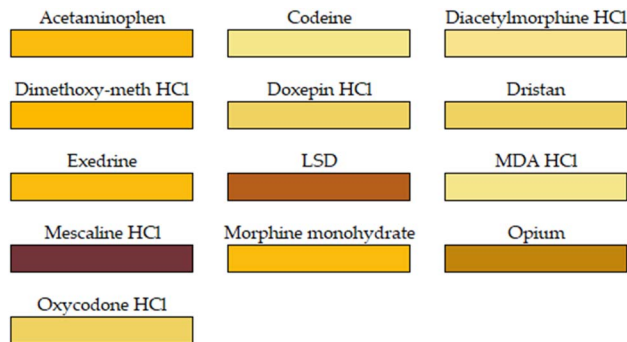 Acetaminophen
Codeine
Diacetylmorphine HCl
Dimethoxy-meth HCl
Doxepin HCl
Dristan
Exedrine
LSD
MDA HCl
Mescaline HCl
Morphine monohydrate
Opium
Oxycodone HCl